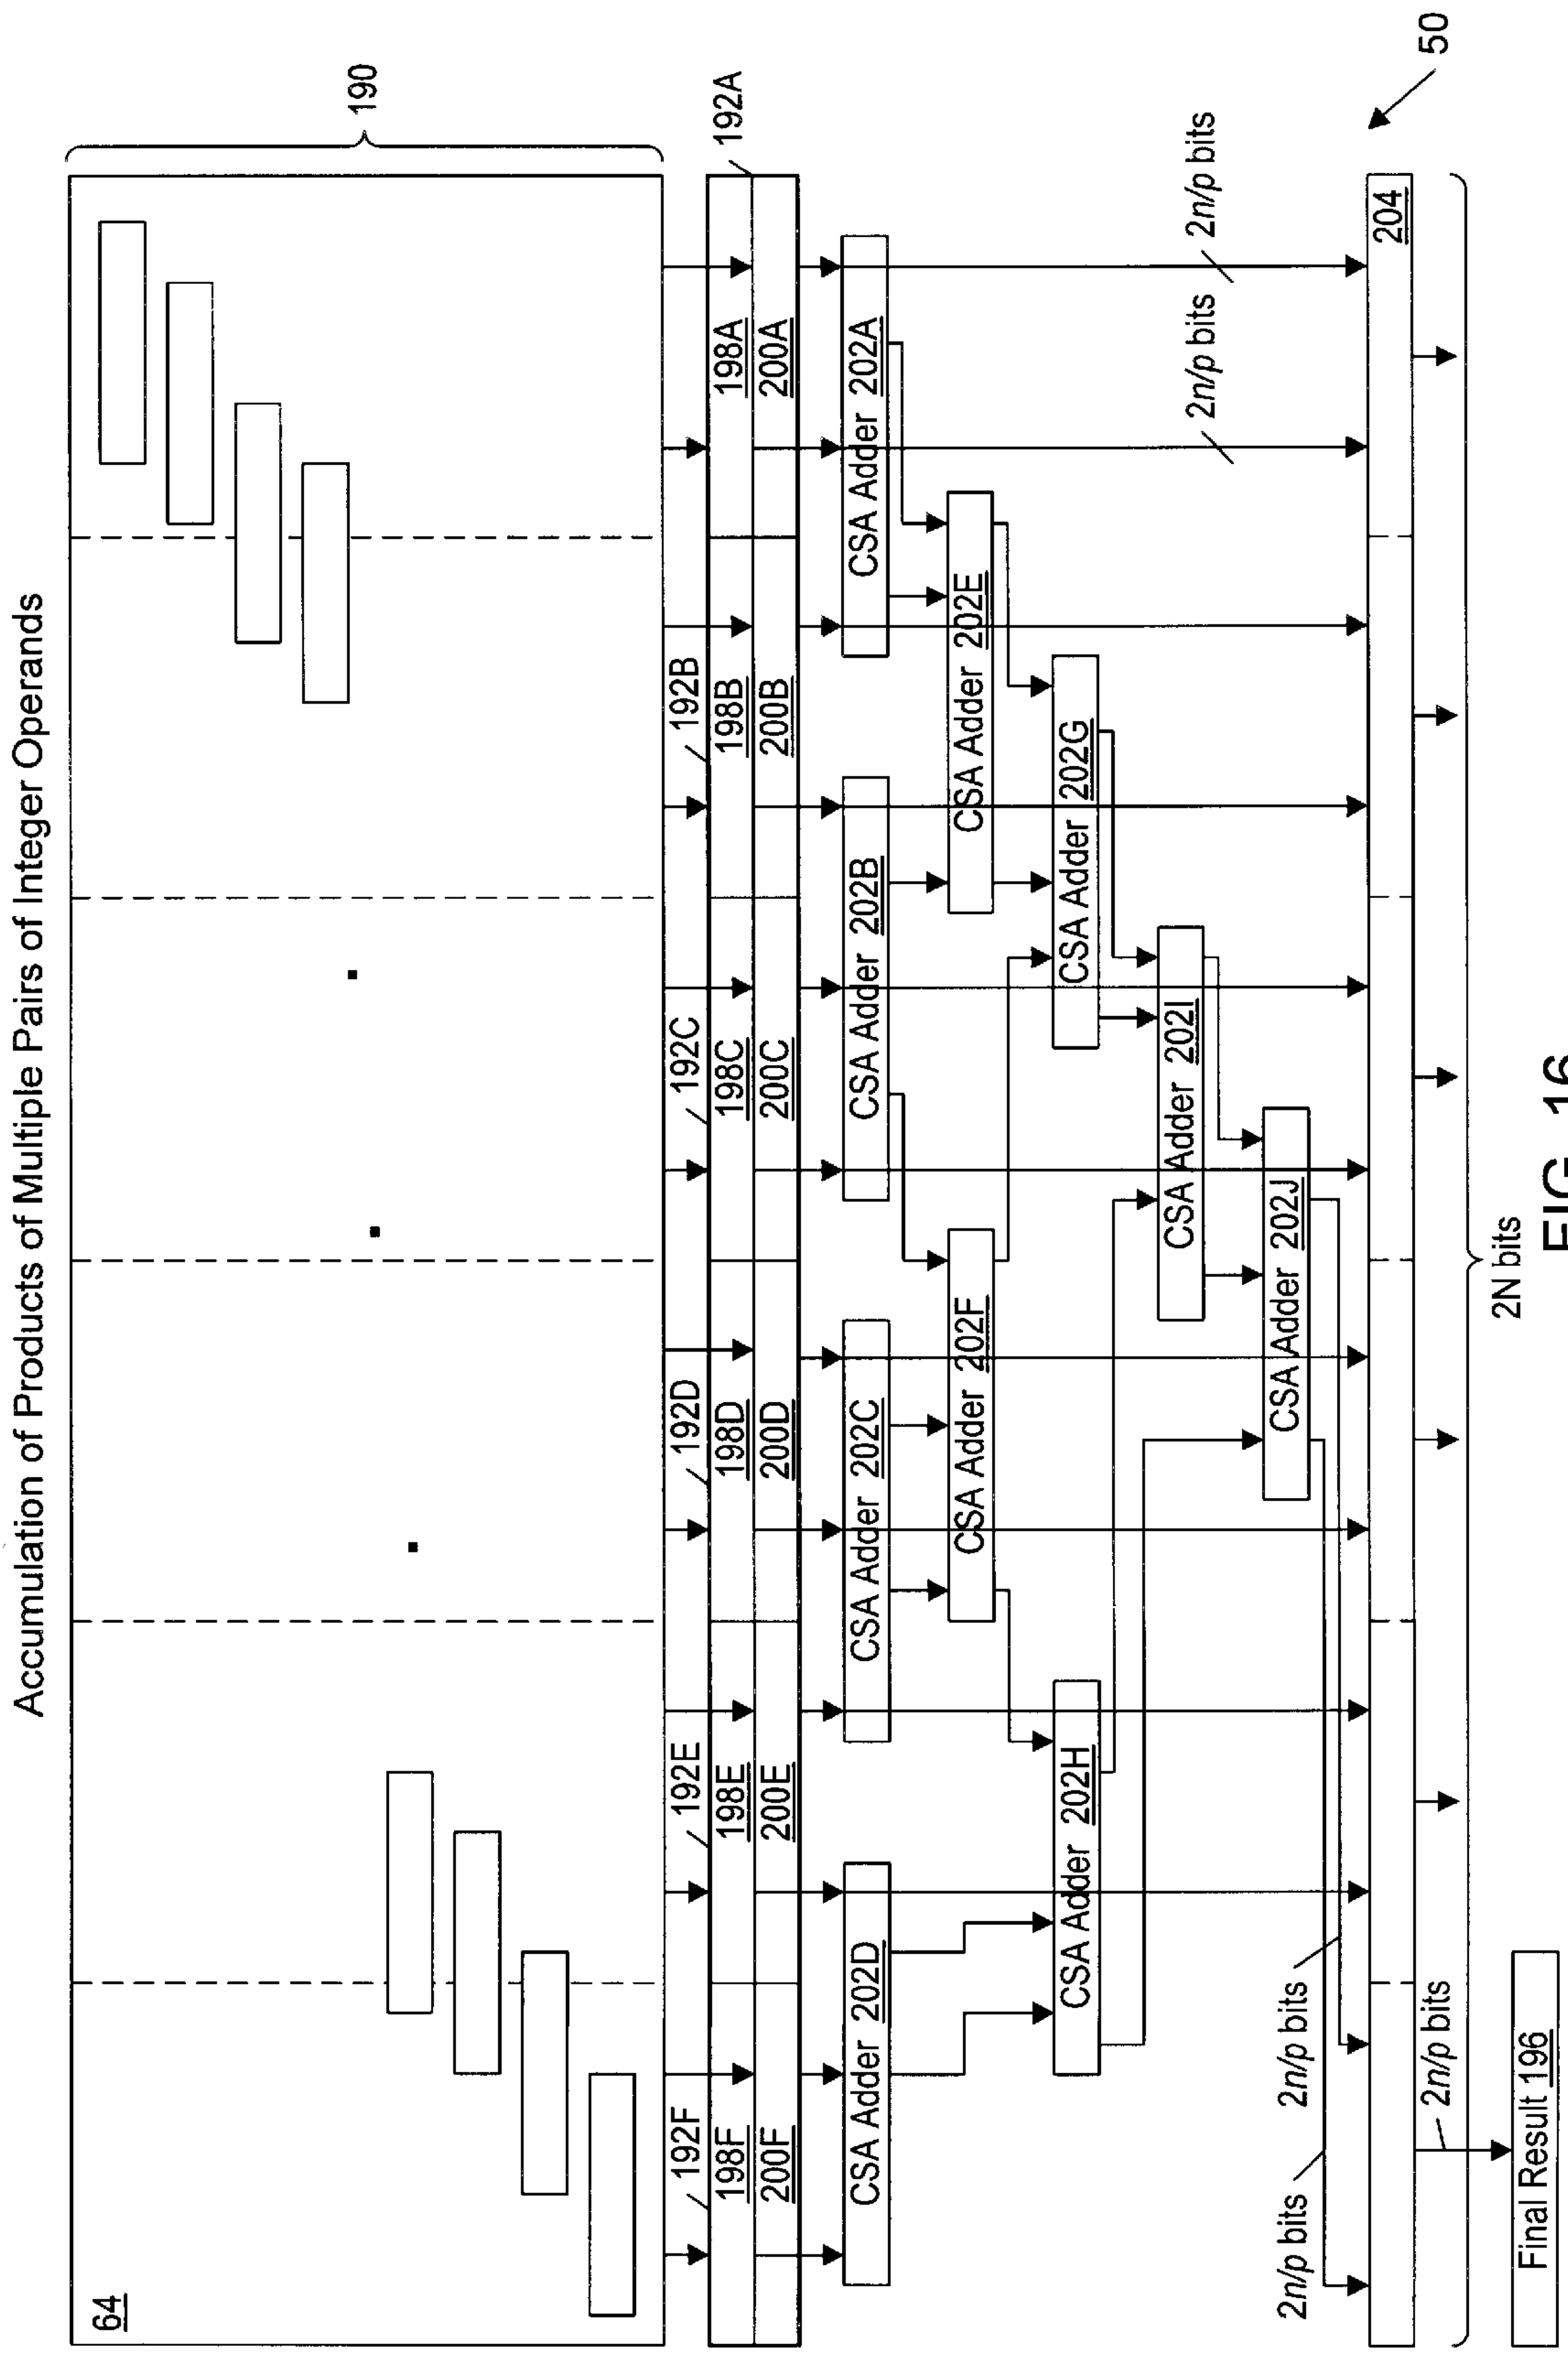 Accumulation of Products of Multiple Pairs of Integer Operands
64
190
192F
192E
192D
192C
192B
192A
198F
198E
198D
198C
198B
198A
200F
200E
200D
200C
200B
200A
CSA Adder 202D
CSA Adder 202C
CSA Adder 202B
CSA Adder 202A
CSA Adder 202F
CSA Adder 202E
CSA Adder 202H
CSA Adder 202G
CSA Adder 202I
CSA Adder 202J
2n/p bits
2n/p bits
2n/p bits
2n/p bits
204
50
2n/p bits
2N bits
Final Result 196
FIG. 16